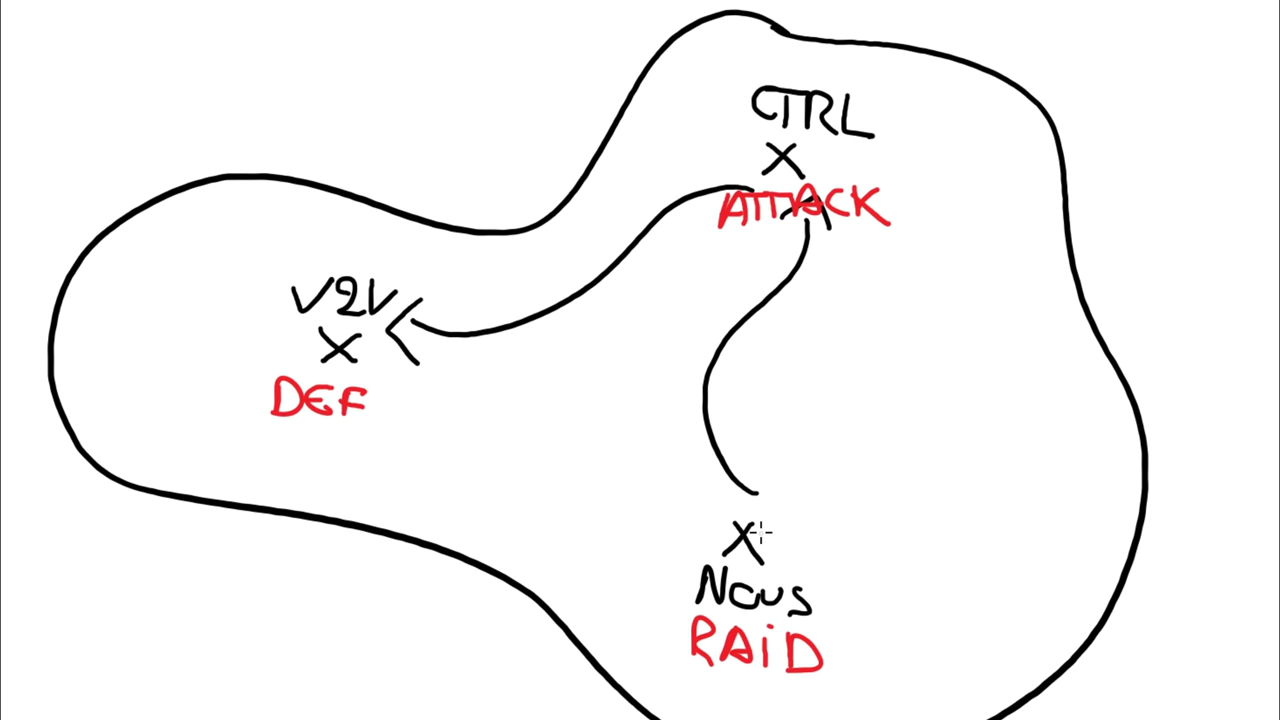 CTRL
X
ATTACK
V2V
X
DEF
X
Nous
RAiD